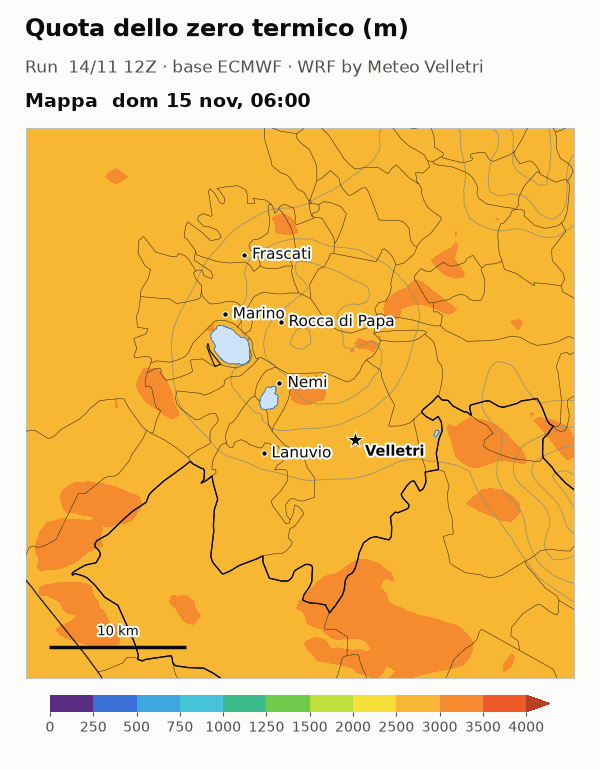 Quota dello zero termico (m)
Run  14/11 12Z · base ECMWF · WRF by Meteo Velletri
Mappa  dom 15 nov, 06:00
Frascati
Marino
Rocca di Papa
Nemi
Velletri
Lanuvio
10 km
0 250 500 750 1000 1250 1500 2000 2500 3000 3500 4000